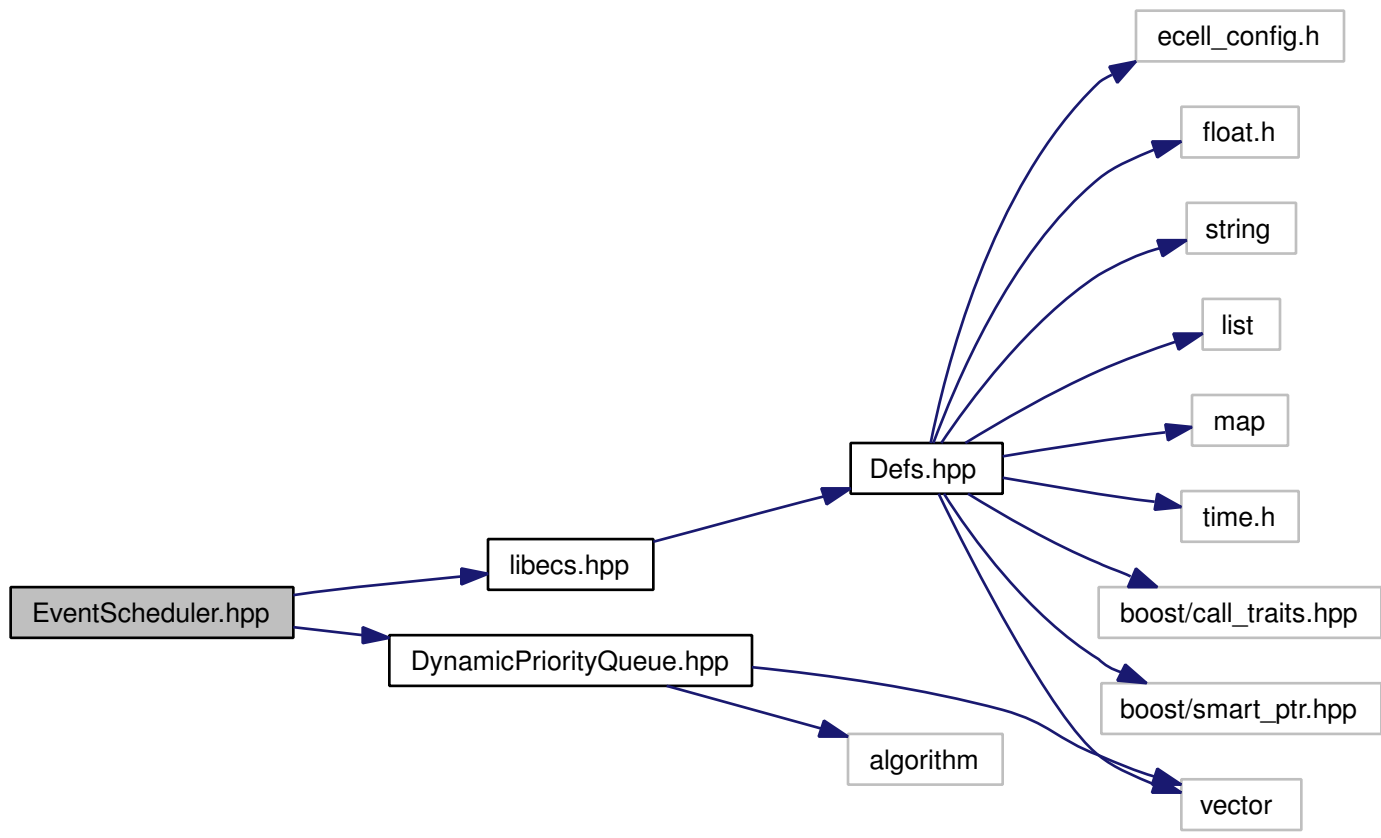 ecell_config.h
float.h
string
list
map
Defs.hpp
time.h
libecs.hpp
EventScheduler.hpp
boost/call_traits.hpp
DynamicPriorityQueue.hpp
boost/smart_ptr.hpp
algorithm
vector